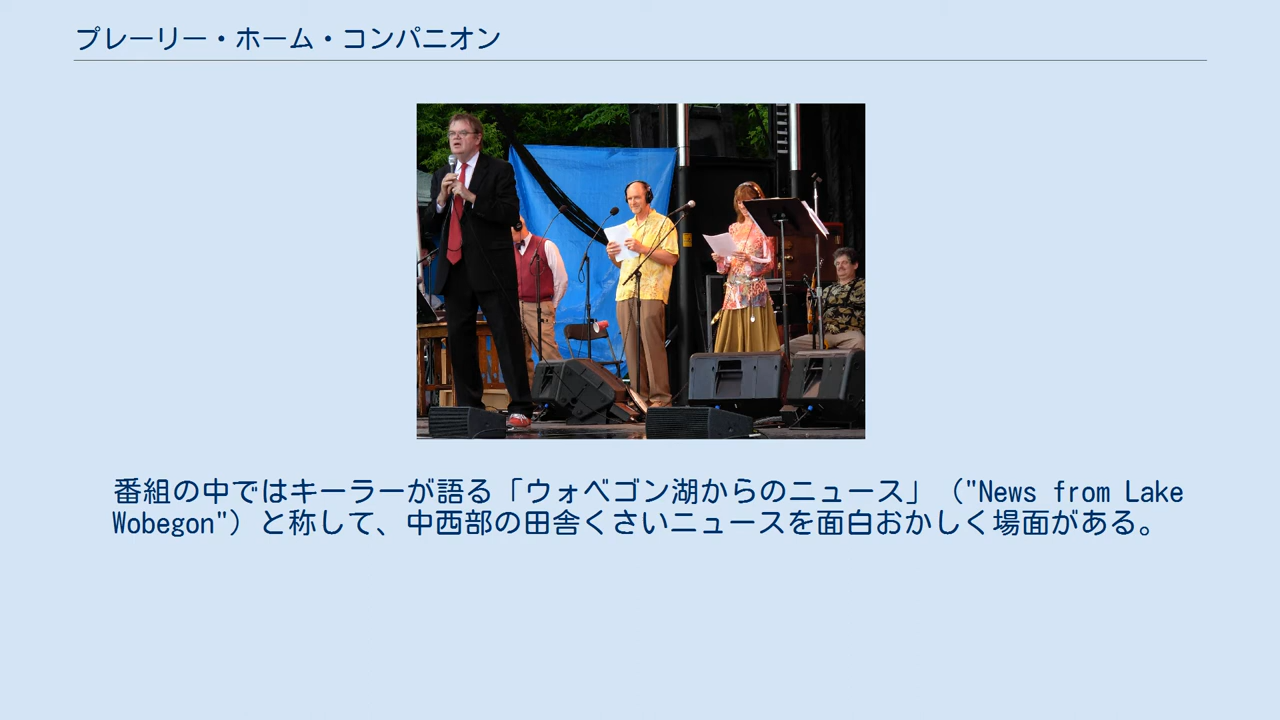 プレーリー・ホーム・コンパニオン
番組の中ではキーラーが語る「ウォベゴン湖からのニュース」（"News from Lake
Wobegon"）と称して、中西部の田舎くさいニュースを面白おかしく場面がある。